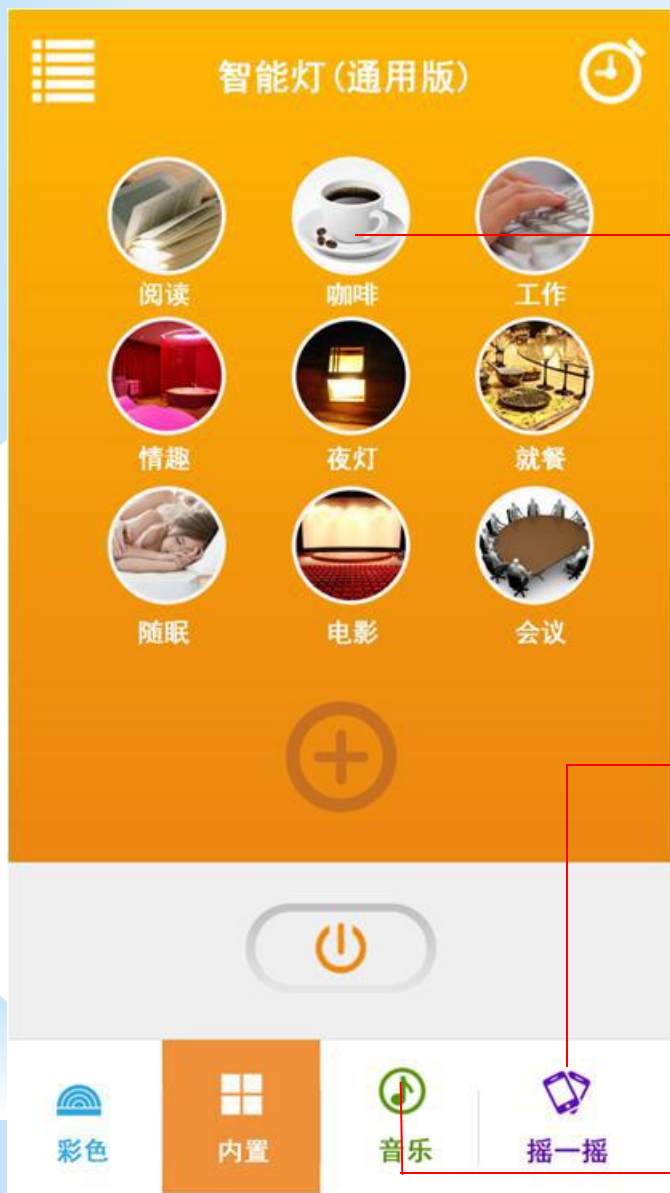 智能灯(通用版)
阅读 咖啡 工作
情趣 夜灯 就餐
随眠 电影 会议
彩色 内置 音乐 摇一摇